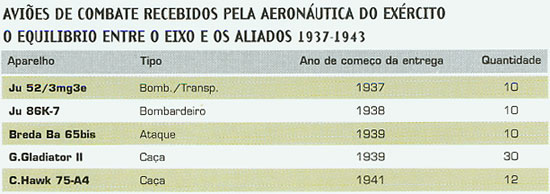 AVIÕES DE COMBATE RECEBIDOS PELA AERONÁUTICA DO EXÉRCITO
O EQUILIBRIO ENTRE O EIXO E OS ALIADOS 1937-1943
Aparelho Tipo Ano de começo da entrega Quantidade
Ju 52/3mg3e Bomb./Transp. 1937 10
Ju 86K-7 Bombardeiro 1938 10
Breda Ba 65bis Ataque 1939 10
G.Gladiator II Caça 1939 30
C.Hawk 75-A4 Caça 1941 12